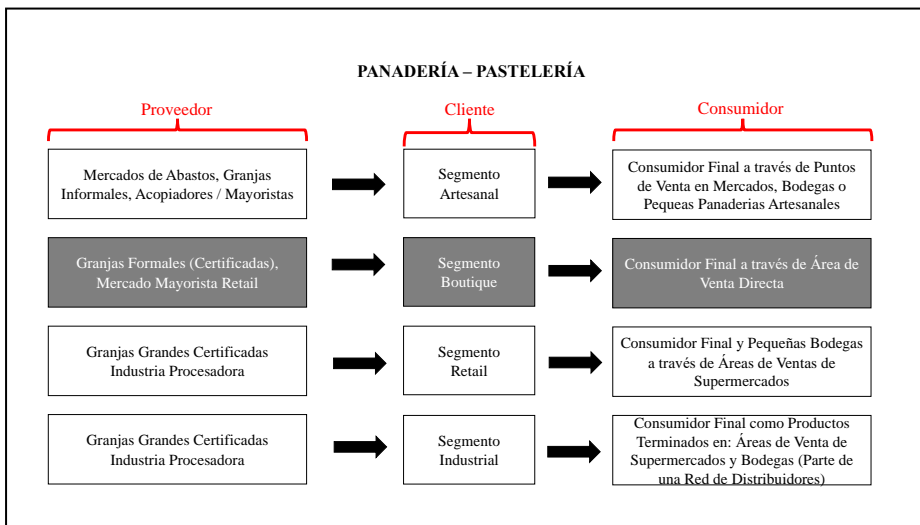 PANADERÍA – PASTELERÍA
Proveedor
Cliente
Consumidor
Mercados de Abastos, Granjas
Informales, Acopiadores / Mayoristas
Segmento
Artesanal
Consumidor Final a través de Puntos
de Venta en Mercados, Bodegas o
Pequeas Panaderias Artesanales
Granjas Formales (Certificadas),
Mercado Mayorista Retail
Segmento
Boutique
Consumidor Final a través de Área de
Venta Directa
Granjas Grandes Certificadas
Industria Procesadora
Segmento
Retail
Consumidor Final y Pequeñas Bodegas
a través de Áreas de Ventas de
Supermercados
Granjas Grandes Certificadas
Industria Procesadora
Segmento
Industrial
Consumidor Final como Productos
Terminados en: Áreas de Venta de
Supermercados y Bodegas (Parte de
una Red de Distribuidores)